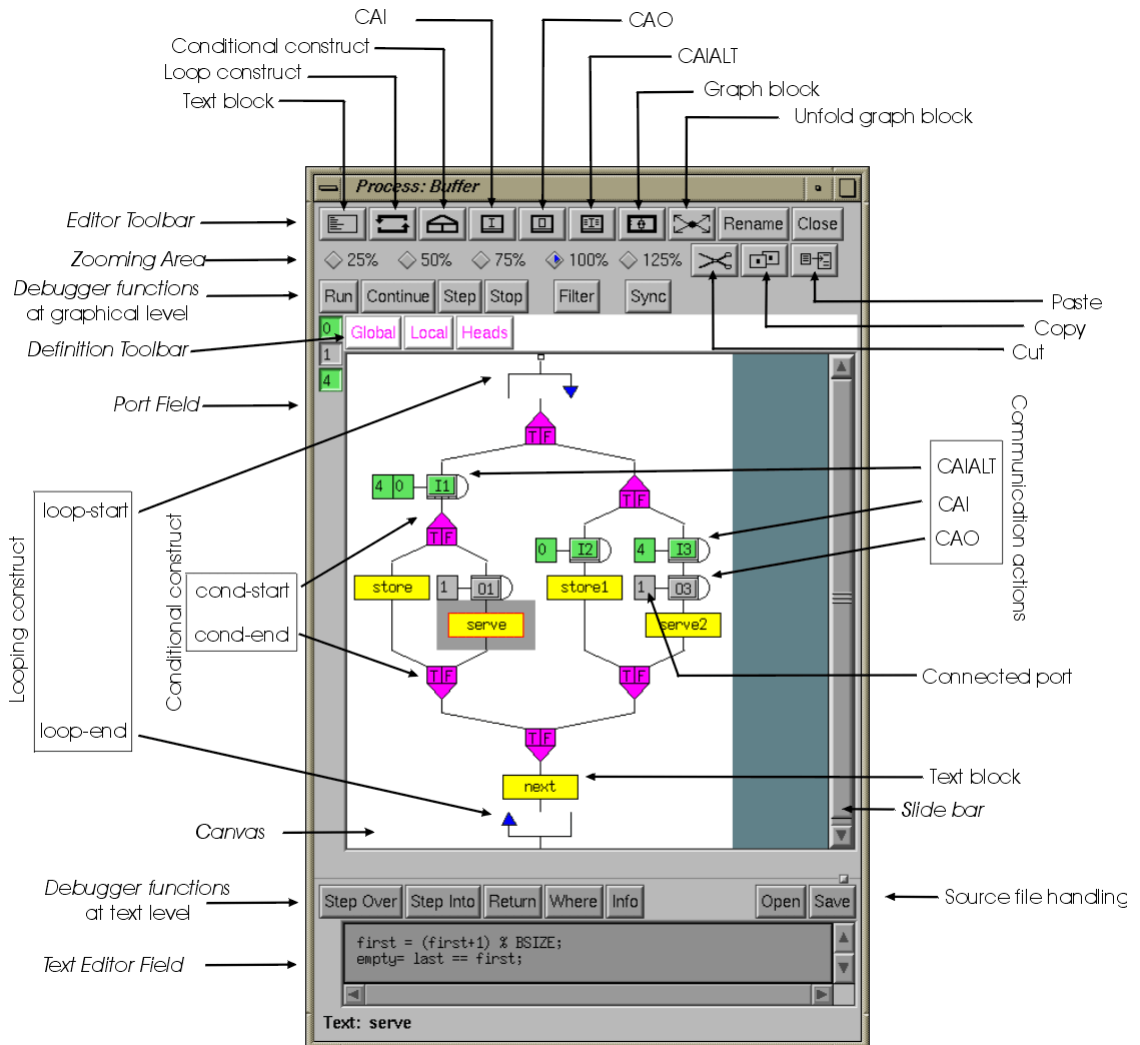 CAI
CAO
Conditional construct
CAIALT
Loop construct
Graph block
Text block
Unfold graph block
Process: Buffer
Editor Toolbar
I
O
I
Rename
Close
Zooming Area
25%
50%
75%
100%
125%
Debugger functions
at graphical level
Run
Continue
Step
Stop
Filter
Sync
Paste
Copy
Cut
Definition Toolbar
0
1
4
Global
Local
Heads
Port Field
T F
4 0
I1
T F
T F
0
I2
4
I3
store
1
O1
store1
1
O3
serve
serve2
T F
T F
T F
next
Looping construct
loop-start
loop-end
Conditional construct
cond-start
cond-end
CAIALT
CAI
CAO
Communication actions
Connected port
Text block
Slide bar
Canvas
Debugger functions
at text level
Step Over
Step Into
Return
Where
Info
Open
Save
Source file handling
Text Editor Field
first = (first+1) % BSIZE;
empty= last == first;
Text: serve